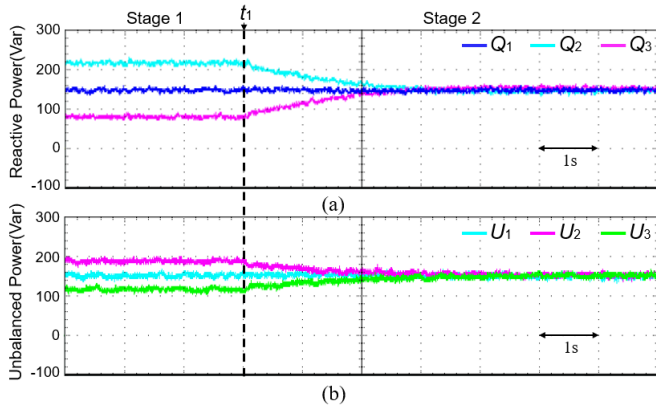 Stage 1 t1 Stage 2
Reactive Power(Var)
300
200
100
0
-100
Q1 Q2 Q3
1s
(a)
Unbalanced Power(Var)
300
200
100
0
-100
U1 U2 U3
1s
(b)